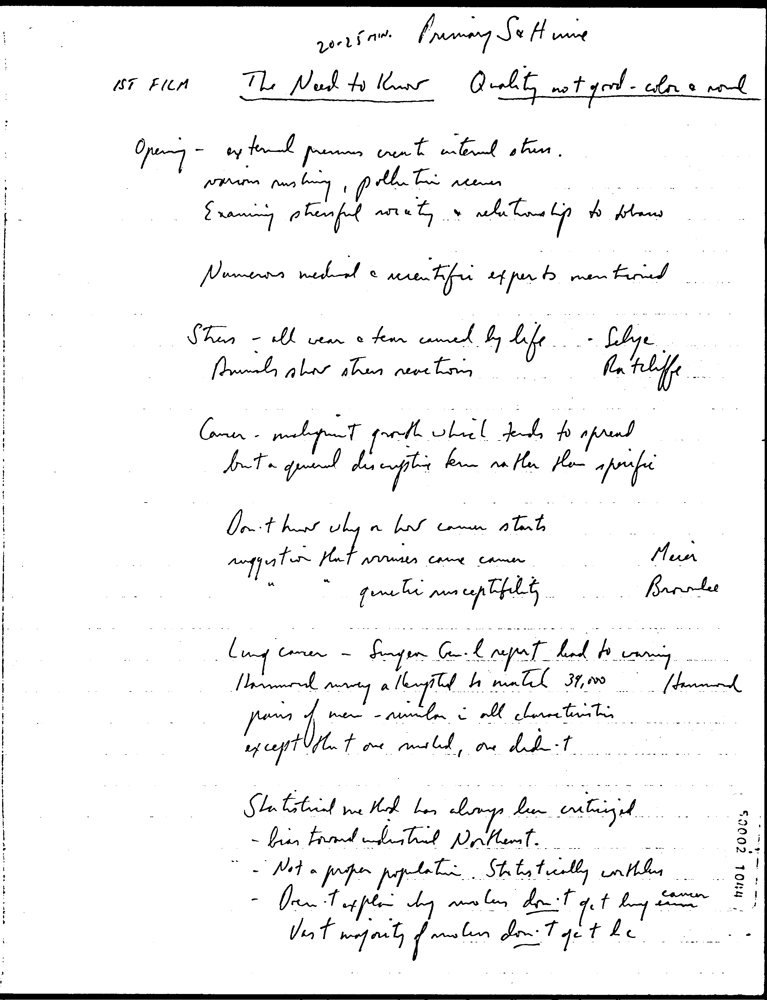 20-25 MIN. Primary S&H
1ST FILM The Need to Know Quality not good - color & sound
Opening - external pressures create internal stress.
various rushing, pollution scenes
Examining stressful society & relationship to tobacco
Numerous medical & scientific experts mentioned
Stress - all wear & tear caused by life - Selye
Animals show stress reactions Ratcliffe
Cancer - malignant growth which tends to spread
but a general descriptive term rather than specific
Don't know why or how cancer starts
suggestion that viruses cause cancer Meier
" " genetic susceptibility Brownlee
Lung cancer - Surgeon Gen'l report lead to warning
Hammond survey attempted to match 39,000 Hammond
pairs of men - similar in all characteristics
except that one smoked, one didn't
Statistical method has always been criticized
- bias toward industrial Northeast.
- Not a proper population. Statistically worthless
- Doesn't explain why smokers don't get lung cancer
Vast majority of smokers don't get lc
50002 1044